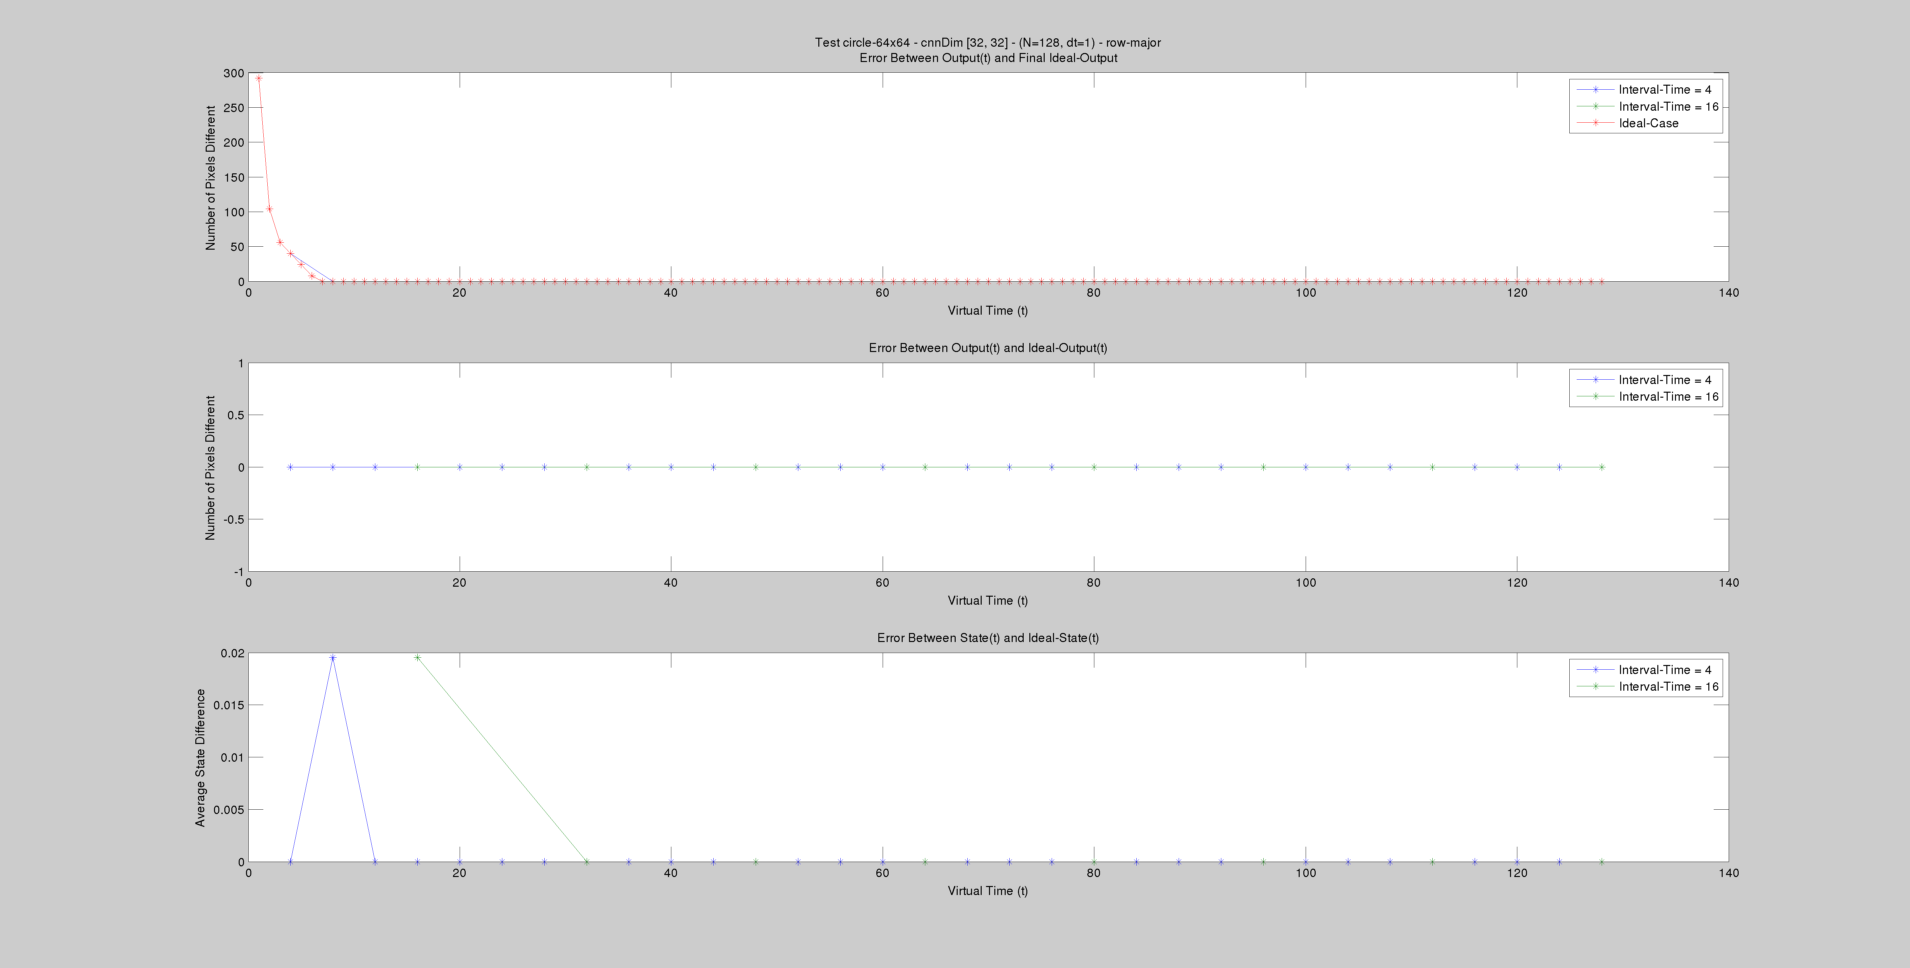 Test circle-64x64 - cnnDim [32, 32] - (N=128, dt=1) - row-major
Error Between Output(t) and Final Ideal-Output
Number of Pixels Different
300
250
200
150
100
50
0
0 20 40 60 80 100 120 140
Virtual Time (t)
Interval-Time = 4
Interval-Time = 16
Ideal-Case
Error Between Output(t) and Ideal-Output(t)
Number of Pixels Different
1
0.5
0
-0.5
-1
0 20 40 60 80 100 120 140
Virtual Time (t)
Interval-Time = 4
Interval-Time = 16
Error Between State(t) and Ideal-State(t)
Average State Difference
0.02
0.015
0.01
0.005
0
0 20 40 60 80 100 120 140
Virtual Time (t)
Interval-Time = 4
Interval-Time = 16